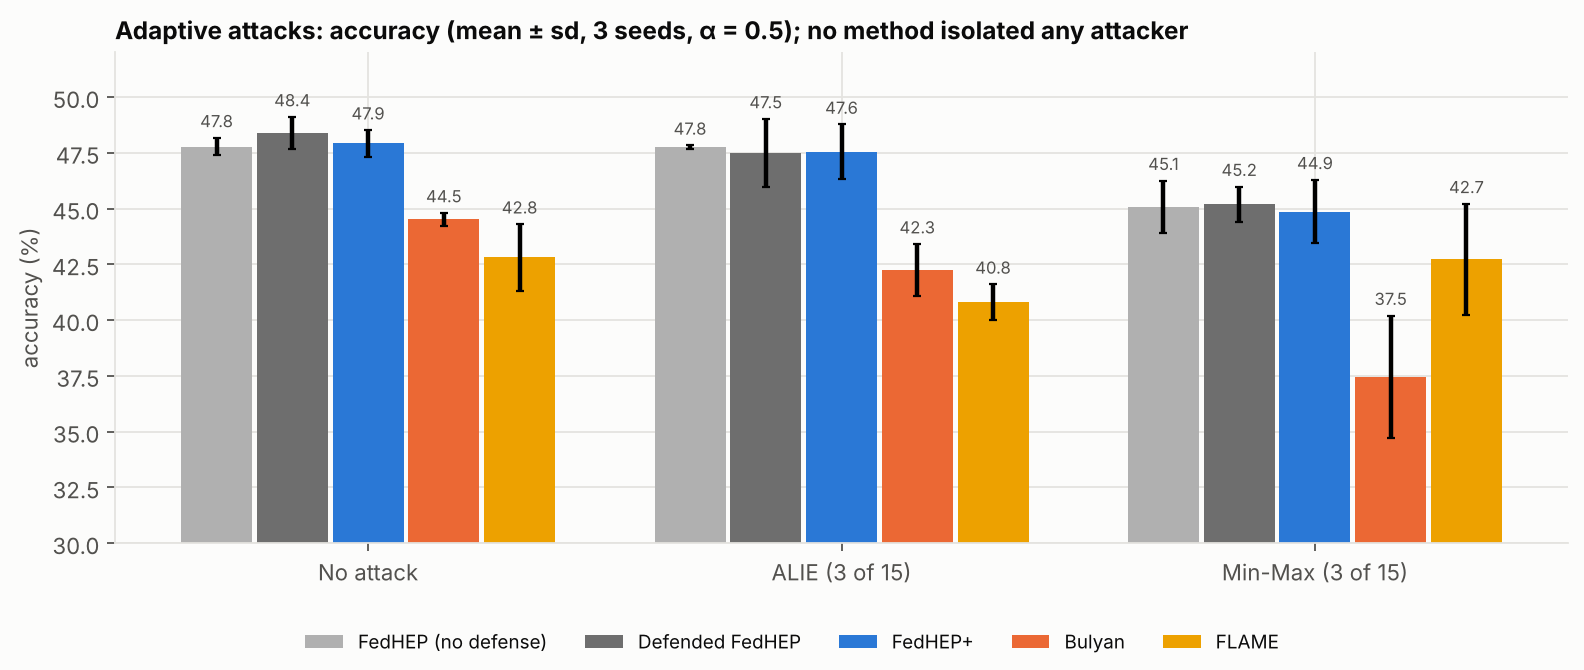 Adaptive attacks: accuracy (mean ± sd, 3 seeds, α = 0.5); no method isolated any attacker
accuracy (%)
50.0
47.5
45.0
42.5
40.0
37.5
35.0
32.5
30.0
47.8
48.4
47.9
44.5
42.8
47.8
47.5
47.6
42.3
40.8
45.1
45.2
44.9
37.5
42.7
No attack
ALIE (3 of 15)
Min-Max (3 of 15)
FedHEP (no defense)
Defended FedHEP
FedHEP+
Bulyan
FLAME